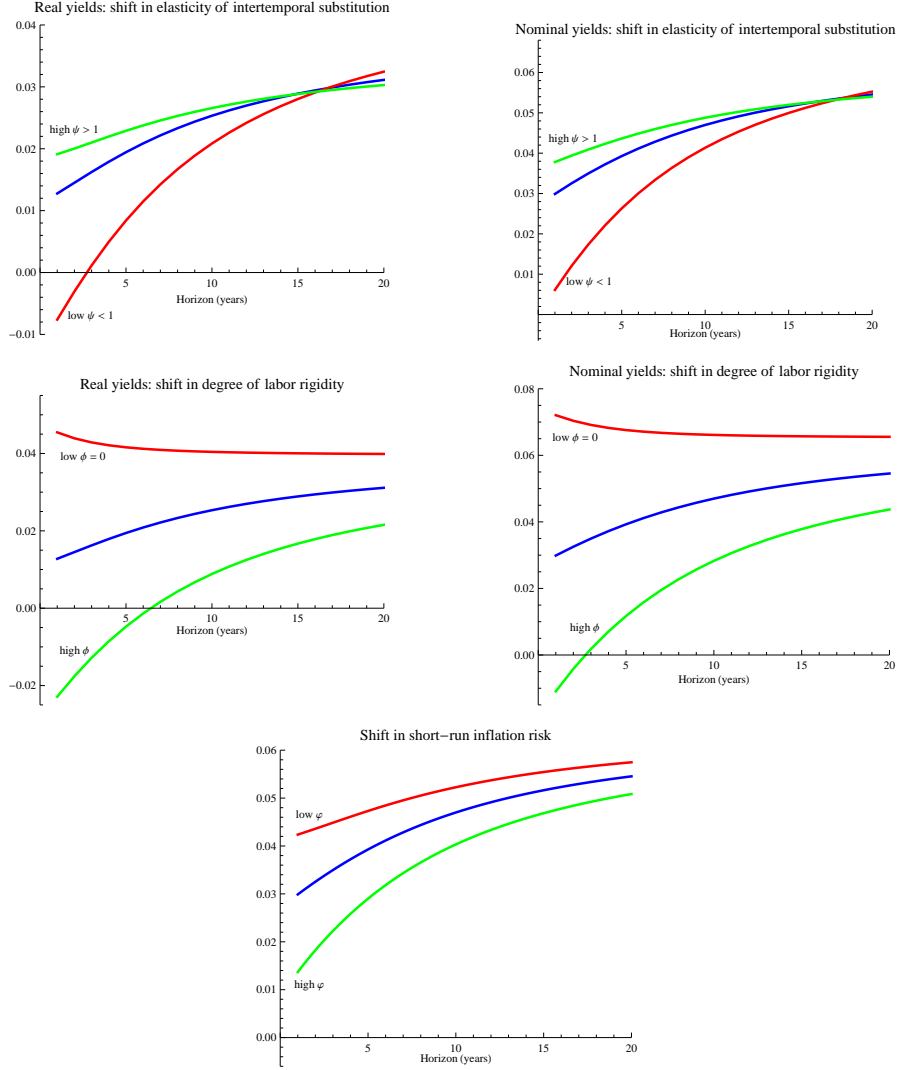 Real yields: shift in elasticity of intertemporal substitution
0.04
0.03
high ψ > 1
0.02
0.01
0.00
5
10
15
20
Horizon (years)
low ψ < 1
−0.01
Nominal yields: shift in elasticity of intertemporal substitution
0.06
0.05
high ψ > 1
0.04
0.03
0.02
0.01
low ψ < 1
5
10
15
20
Horizon (years)
Real yields: shift in degree of labor rigidity
0.04
low ϕ = 0
0.02
0.00
5
10
15
20
Horizon (years)
high ϕ
−0.02
Nominal yields: shift in degree of labor rigidity
0.08
low ϕ = 0
0.06
0.04
0.02
high ϕ
0.00
5
10
15
20
Horizon (years)
Shift in short−run inflation risk
0.06
0.05
low φ
0.04
0.03
0.02
0.01
high φ
0.00
5
10
15
20
Horizon (years)